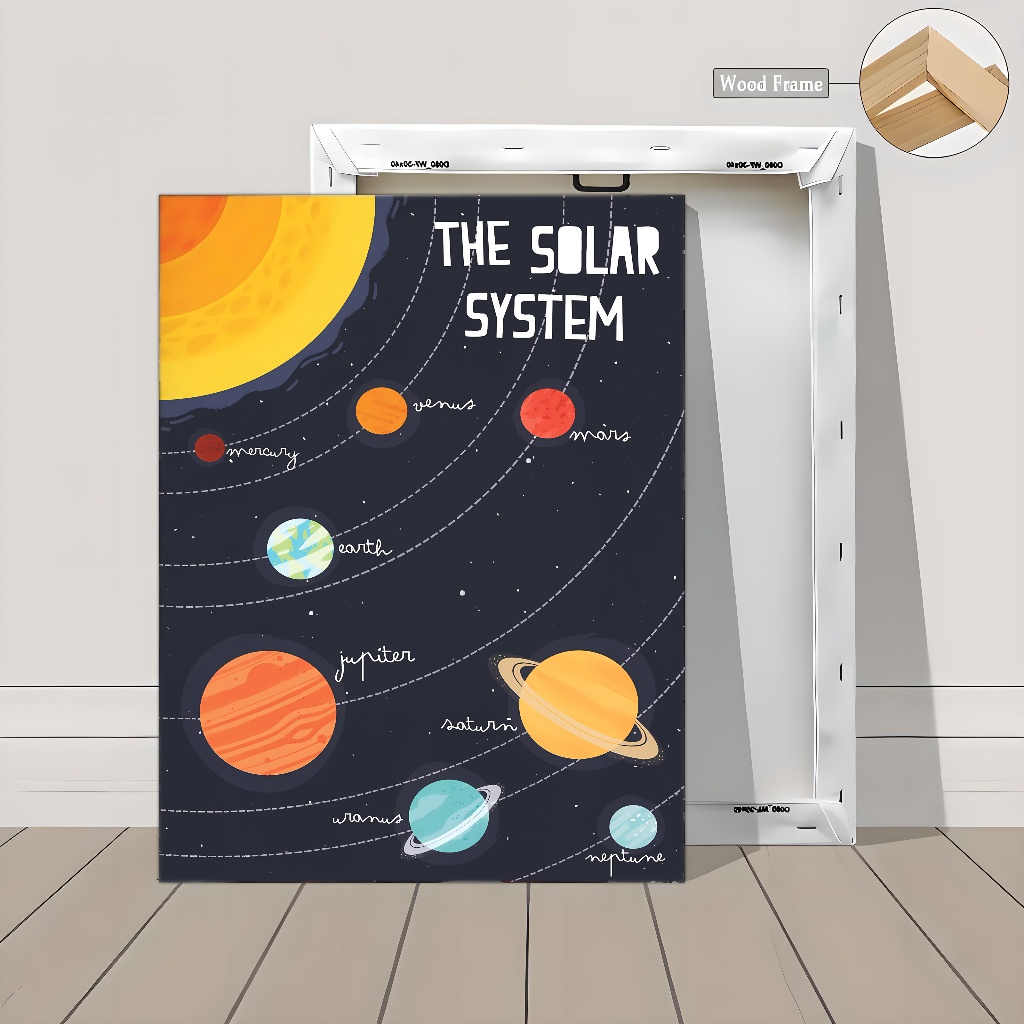 Wood Frame
THE SOLAR
SYSTEM
venus
mars
mercury
earth
jupiter
saturn
uranus
neptune